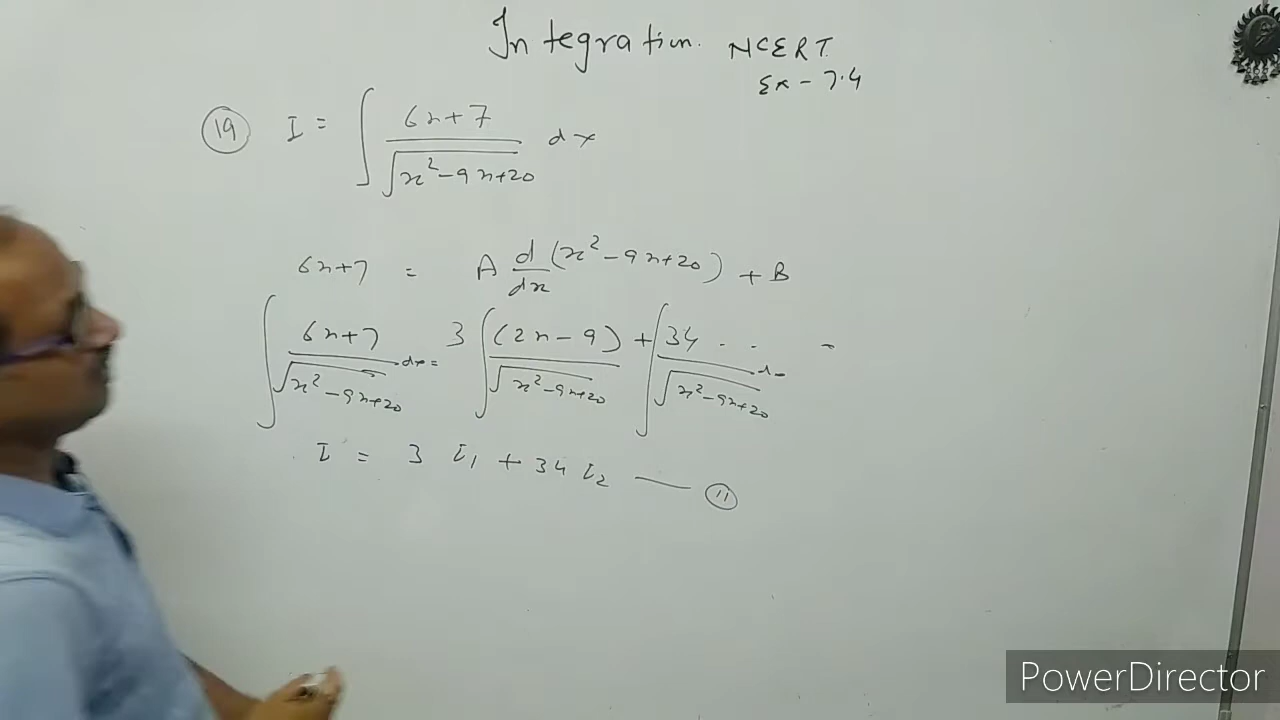 Integration. NCERT
Ex - 7.4
19 I = ∫ 6x+7 / √x²-9x+20 dx
6x+7 = A d/dx (x²-9x+20) + B
∫ 6x+7 / √x²-9x+20 dx = 3 ∫ (2x-9) / √x²-9x+20 + ∫ 34 . . / √x²-9x+20 d-
I = 3 I₁ + 34 I₂ — 11
PowerDirector